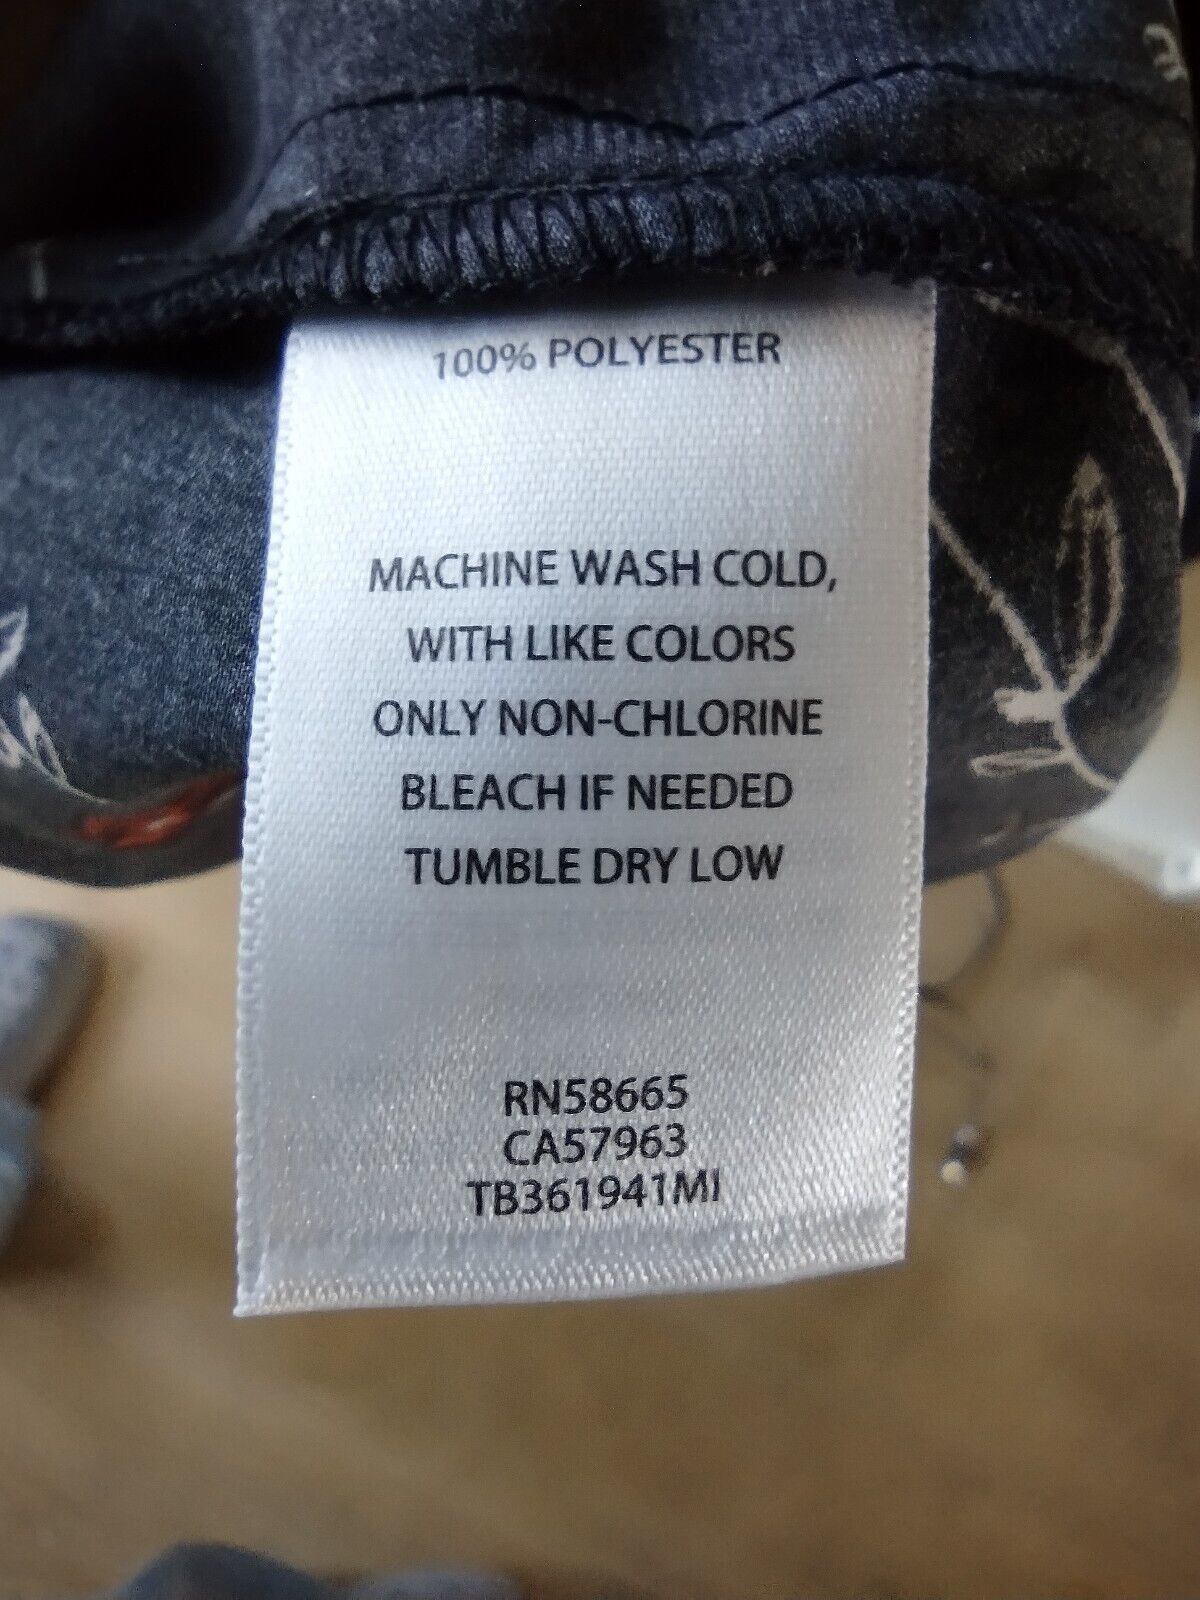 100% POLYESTER
MACHINE WASH COLD,
WITH LIKE COLORS
ONLY NON-CHLORINE
BLEACH IF NEEDED
TUMBLE DRY LOW
RN58665
CA57963
TB361941MI